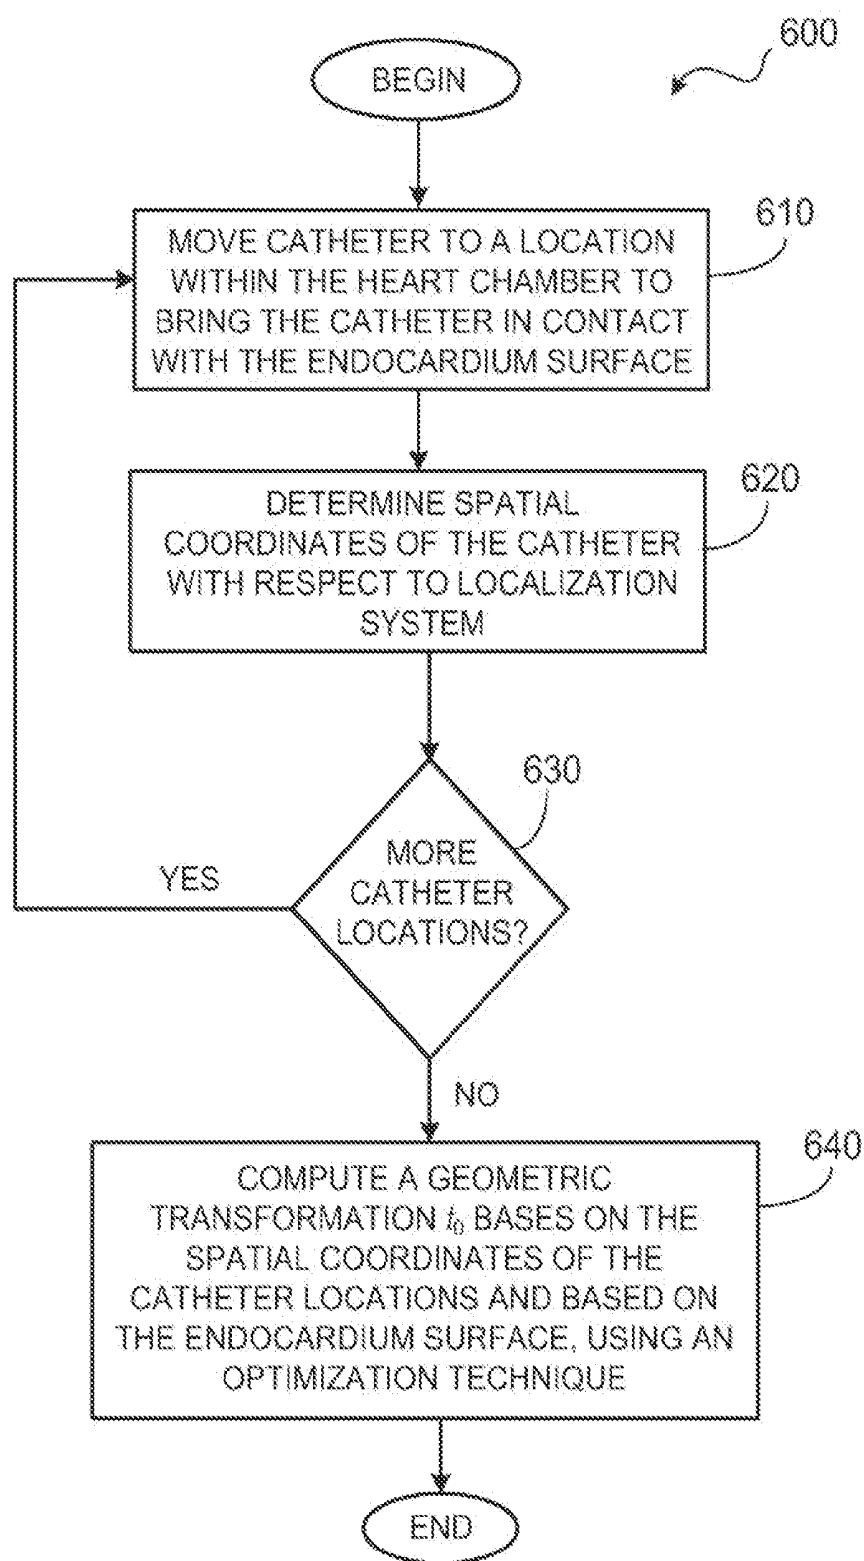 600
BEGIN
610
MOVE CATHETER TO A LOCATION
WITHIN THE HEART CHAMBER TO
BRING THE CATHETER IN CONTACT
WITH THE ENDOCARDIUM SURFACE
620
DETERMINE SPATIAL
COORDINATES OF THE CATHETER
WITH RESPECT TO LOCALIZATION
SYSTEM
630
MORE
CATHETER
LOCATIONS?
YES
NO
640
COMPUTE A GEOMETRIC
TRANSFORMATION t₀ BASES ON THE
SPATIAL COORDINATES OF THE
CATHETER LOCATIONS AND BASED ON
THE ENDOCARDIUM SURFACE, USING AN
OPTIMIZATION TECHNIQUE
END